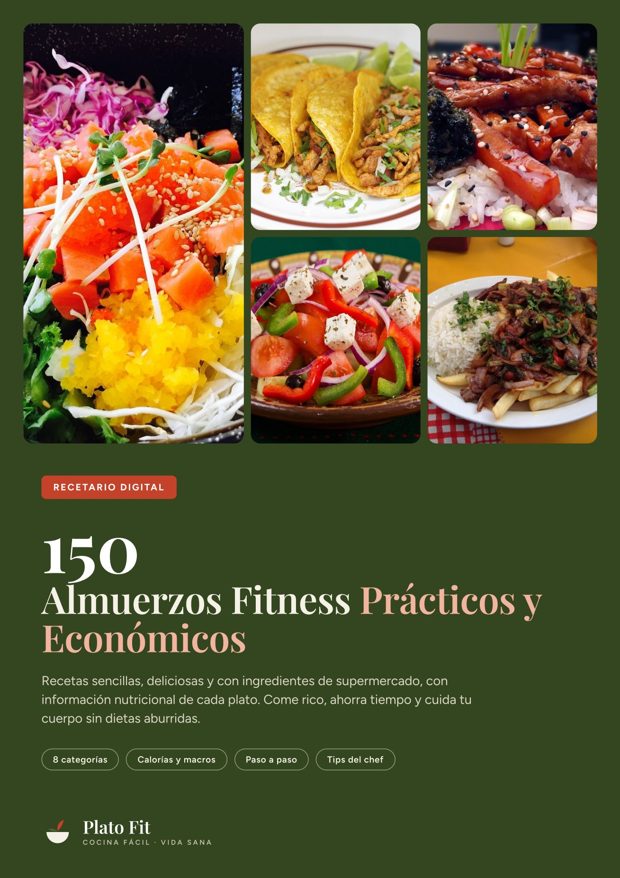 RECETARIO DIGITAL
150
Almuerzos Fitness Prácticos y
Económicos
Recetas sencillas, deliciosas y con ingredientes de supermercado, con
información nutricional de cada plato. Come rico, ahorra tiempo y cuida tu
cuerpo sin dietas aburridas.
8 categorías
Calorías y macros
Paso a paso
Tips del chef
Plato Fit
COCINA FÁCIL · VIDA SANA